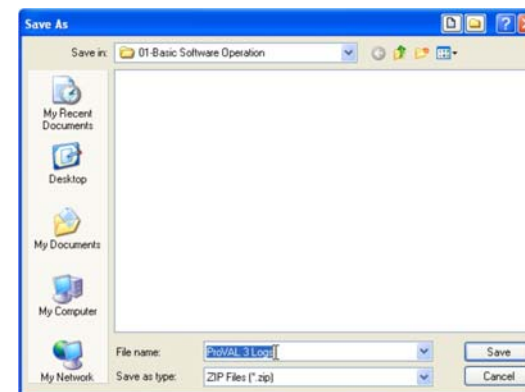 Save As
Save in:
01-Basic Software Operation
My Recent
Documents
Desktop
My Documents
My Computer
My Network
File name:
ProVAL 3 Logs
Save
Save as type:
ZIP Files (*.zip)
Cancel